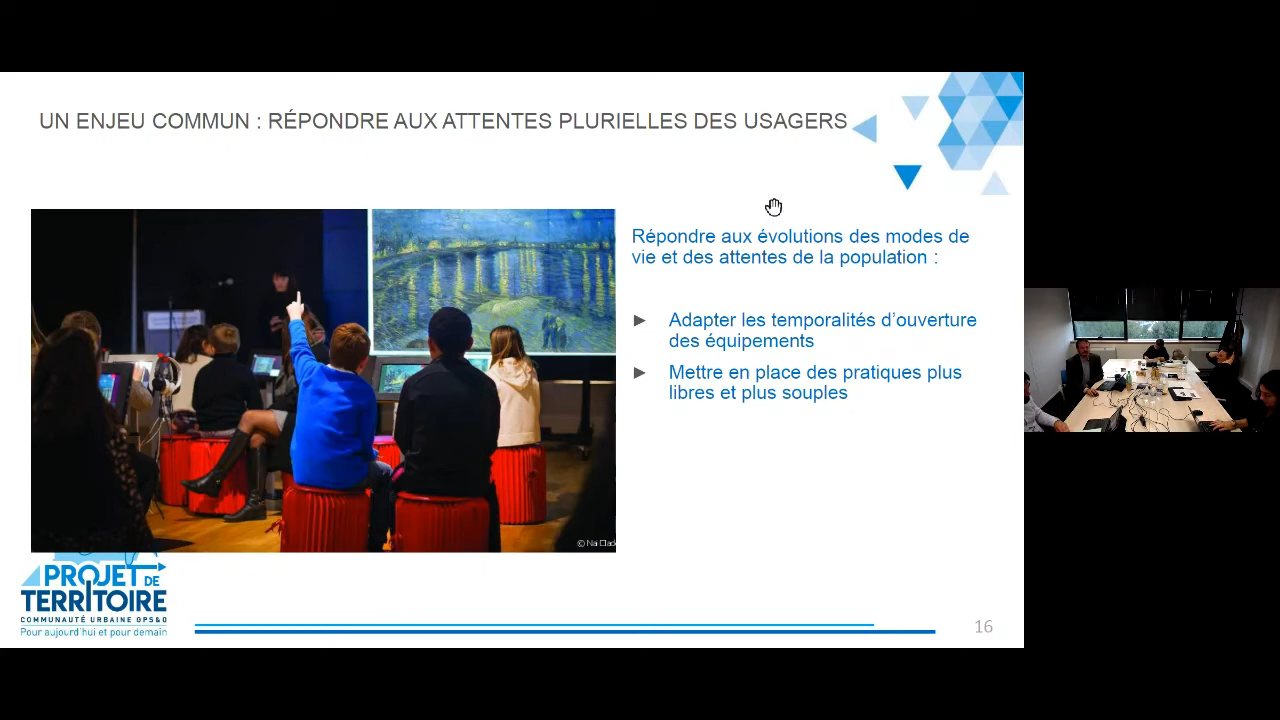 UN ENJEU COMMUN : RÉPONDRE AUX ATTENTES PLURIELLES DES USAGERS
Répondre aux évolutions des modes de
vie et des attentes de la population :
► Adapter les temporalités d’ouverture
des équipements
► Mettre en place des pratiques plus
libres et plus souples
PROJET DE
TERRITOIRE
COMMUNAUTÉ URBAINE GPS&O
Pour aujourd'hui et pour demain
16